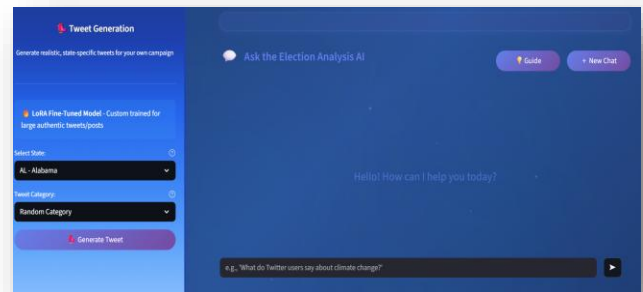 Tweet Generation
Generate realistic, state-specific tweets for your own campaign
LoRA Fine-Tuned Model - Custom trained for
large authentic tweets/posts
Select State:
AL - Alabama
Tweet Category:
Random Category
Generate Tweet
Ask the Election Analysis AI
Guide
+ New Chat
Hello! How can I help you today?
e.g., "What do Twitter users say about climate change?"